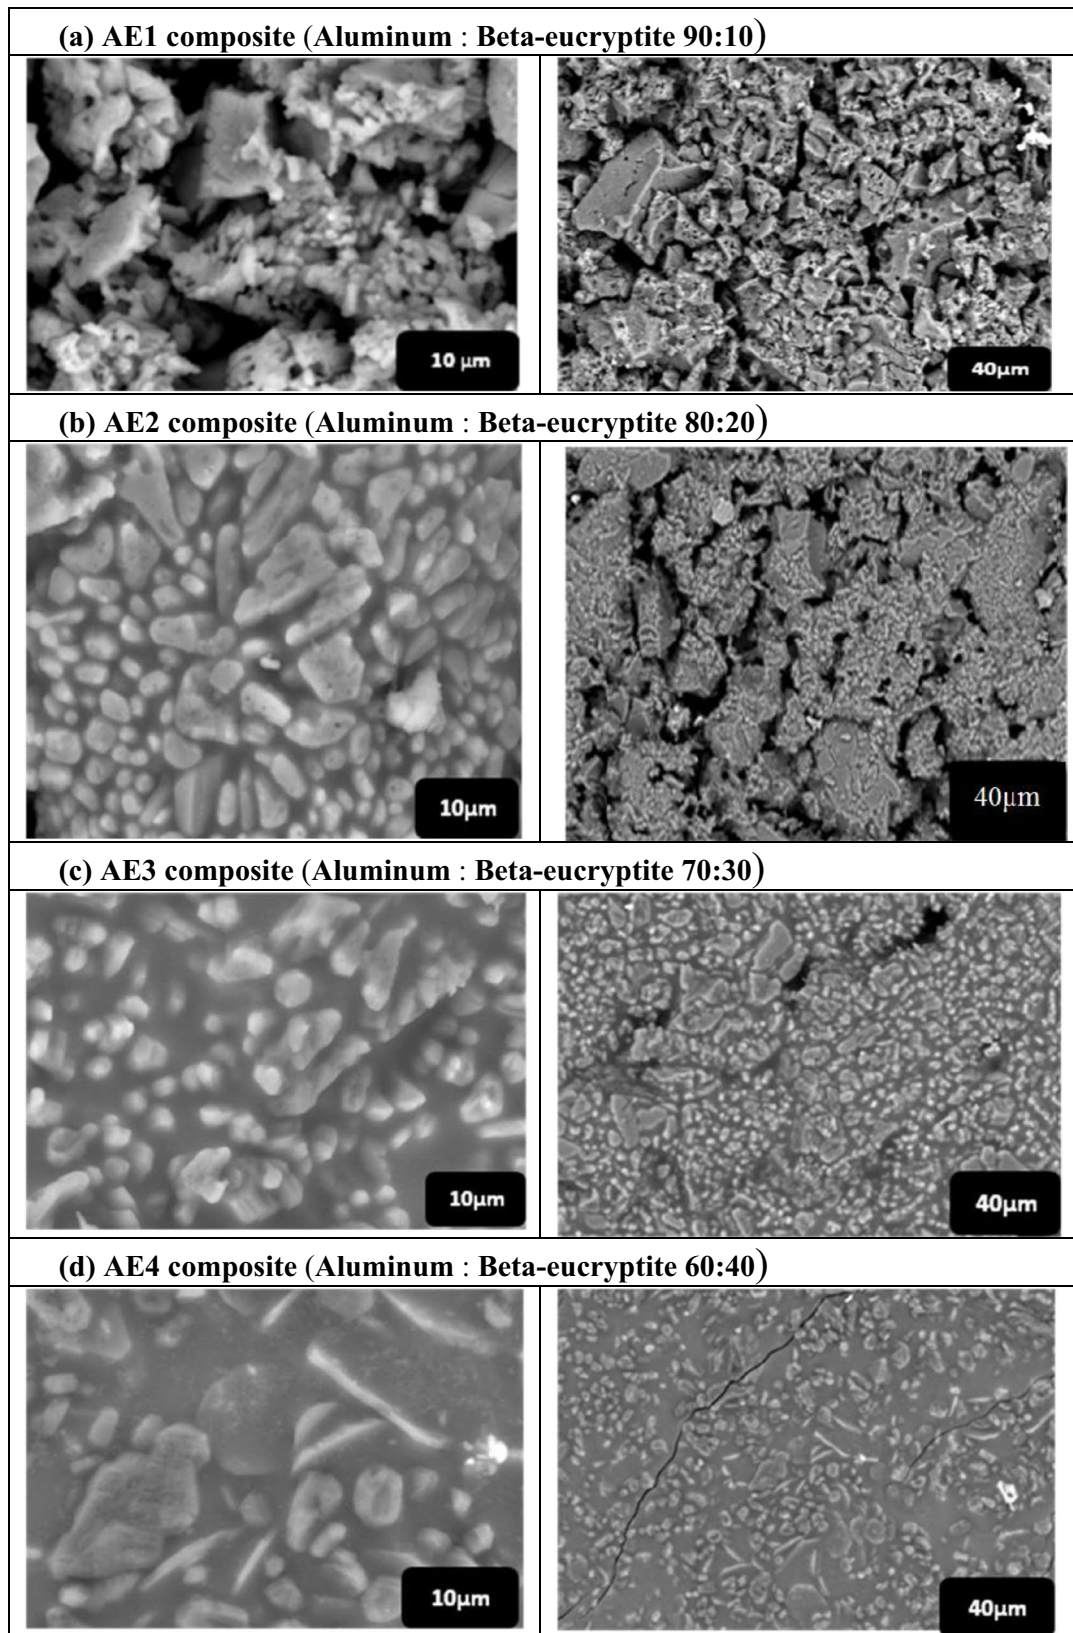 (a) AE1 composite (Aluminum : Beta-eucryptite 90:10)
10 µm
40µm
(b) AE2 composite (Aluminum : Beta-eucryptite 80:20)
10µm
40µm
(c) AE3 composite (Aluminum : Beta-eucryptite 70:30)
10µm
40µm
(d) AE4 composite (Aluminum : Beta-eucryptite 60:40)
10µm
40µm